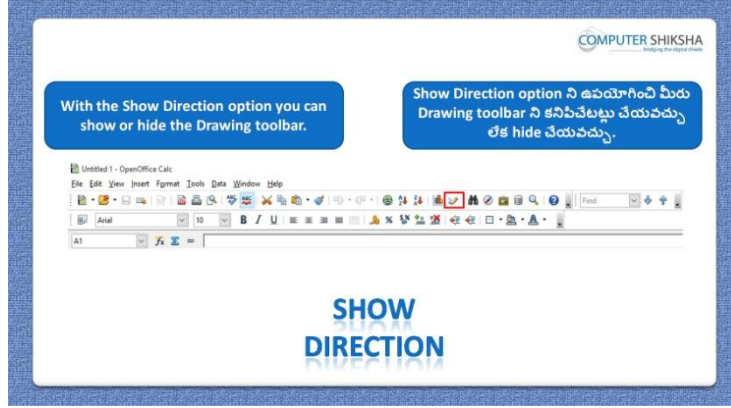 COMPUTER SHIKSHA
bridging the digital divide
With the Show Direction option you can
show or hide the Drawing toolbar.
Show Direction option ని ఉపయోగించి మీరు
Drawing toolbar ని కనిపిచేటట్లు చేయవచ్చు
లేక hide చేయవచ్చు.
Untitled 1 - OpenOffice Calc
File Edit View Insert Format Tools Data Window Help
Find
Arial 10 B I U
A1
SHOW
DIRECTION